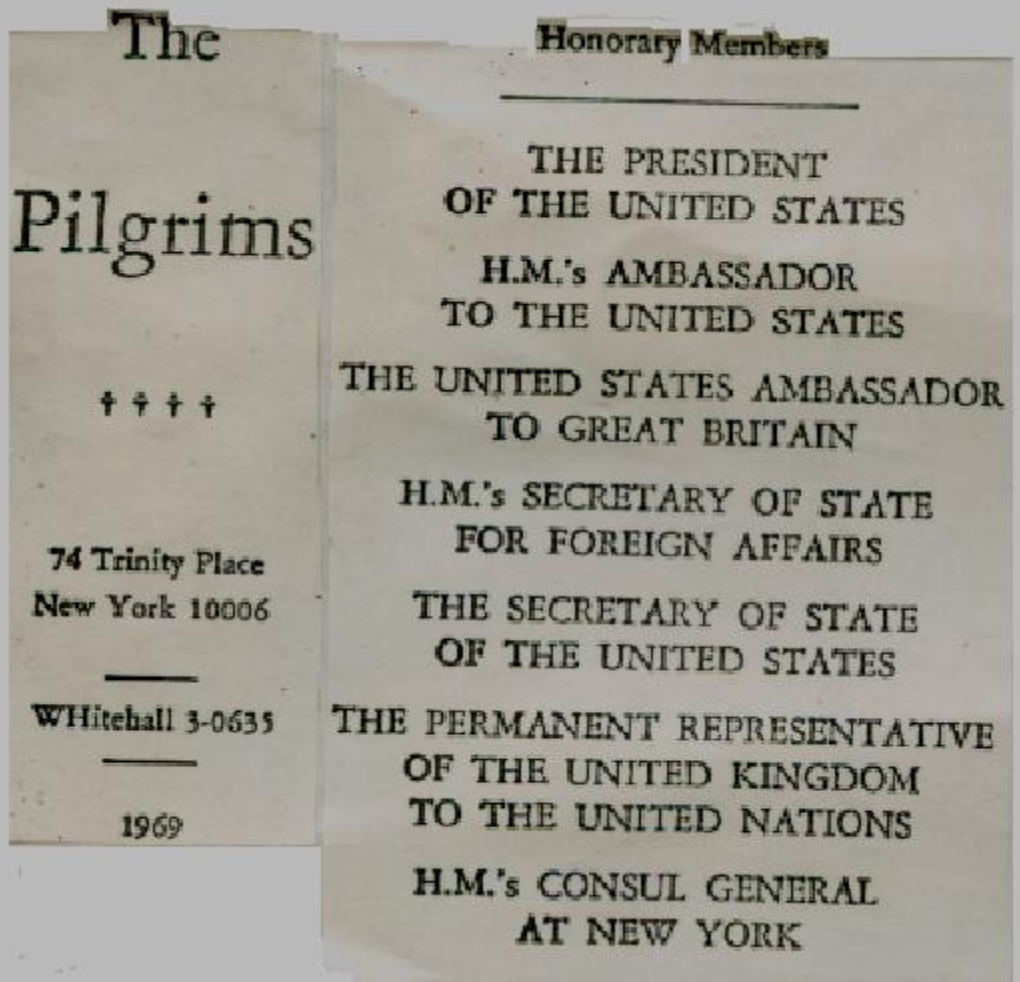 The
Pilgrims
† † † †
74 Trinity Place
New York 10006
WHitehall 3-0635
1969
Honorary Members
THE PRESIDENT
OF THE UNITED STATES
H.M.'s AMBASSADOR
TO THE UNITED STATES
THE UNITED STATES AMBASSADOR
TO GREAT BRITAIN
H.M.'s SECRETARY OF STATE
FOR FOREIGN AFFAIRS
THE SECRETARY OF STATE
OF THE UNITED STATES
THE PERMANENT REPRESENTATIVE
OF THE UNITED KINGDOM
TO THE UNITED NATIONS
H.M.'s CONSUL GENERAL
AT NEW YORK